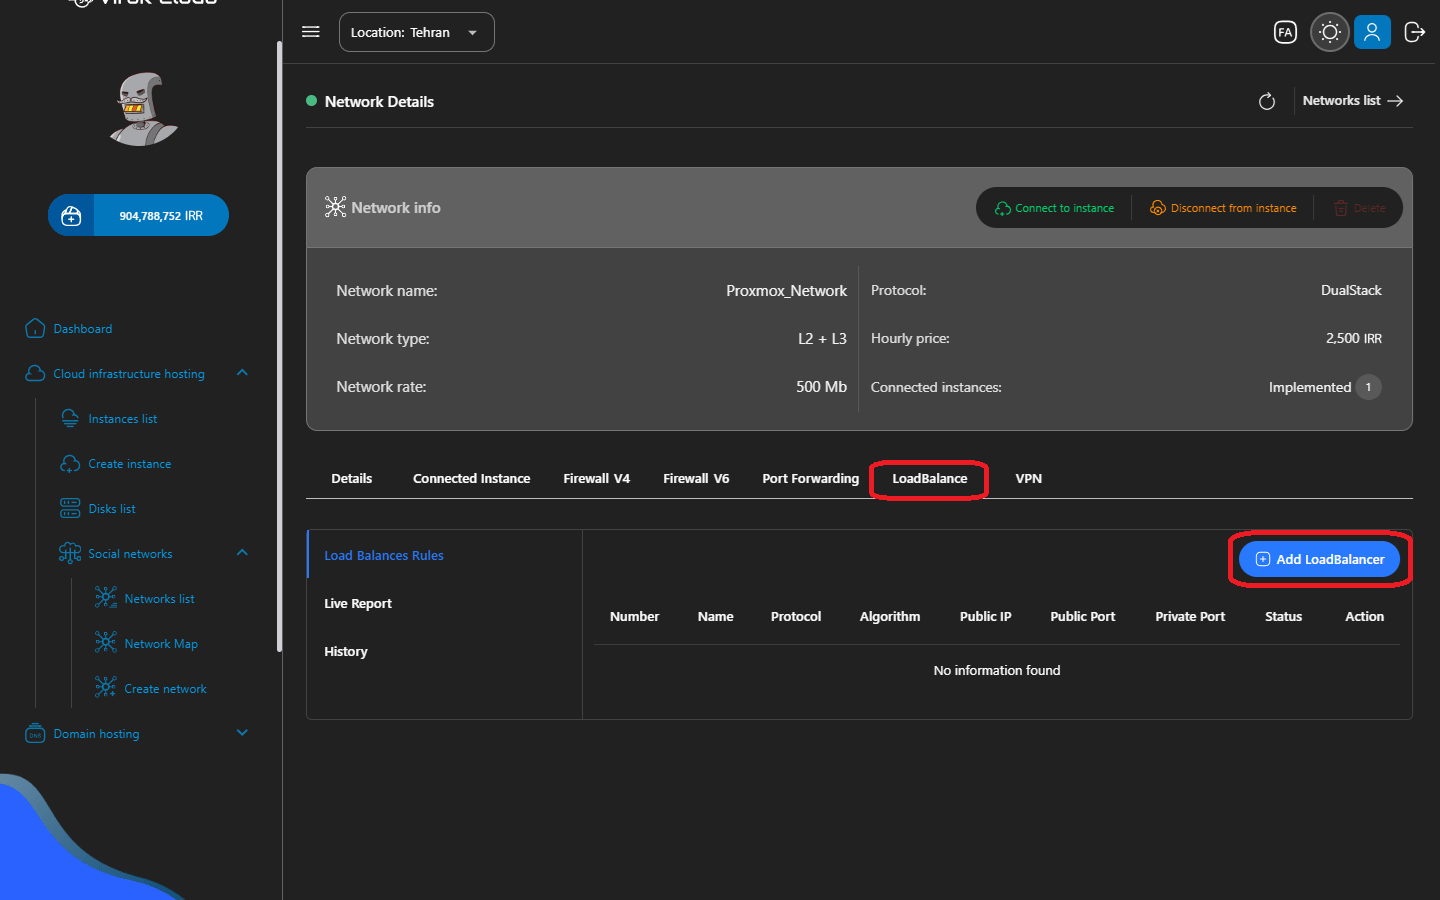 Virak Cloud
Location: Tehran
FA
Network Details
Networks list
904,788,752 IRR
Network info
Connect to instance
Disconnect from instance
Delete
Network name:
Proxmox_Network
Protocol:
DualStack
Network type:
L2 + L3
Hourly price:
2,500 IRR
Network rate:
500 Mb
Connected instances:
Implemented 1
Dashboard
Cloud infrastructure hosting
Instances list
Create instance
Disks list
Social networks
Networks list
Network Map
Create network
DNS
Domain hosting
Details
Connected Instance
Firewall V4
Firewall V6
Port Forwarding
LoadBalance
VPN
Load Balances Rules
Live Report
History
Add LoadBalancer
Number
Name
Protocol
Algorithm
Public IP
Public Port
Private Port
Status
Action
No information found